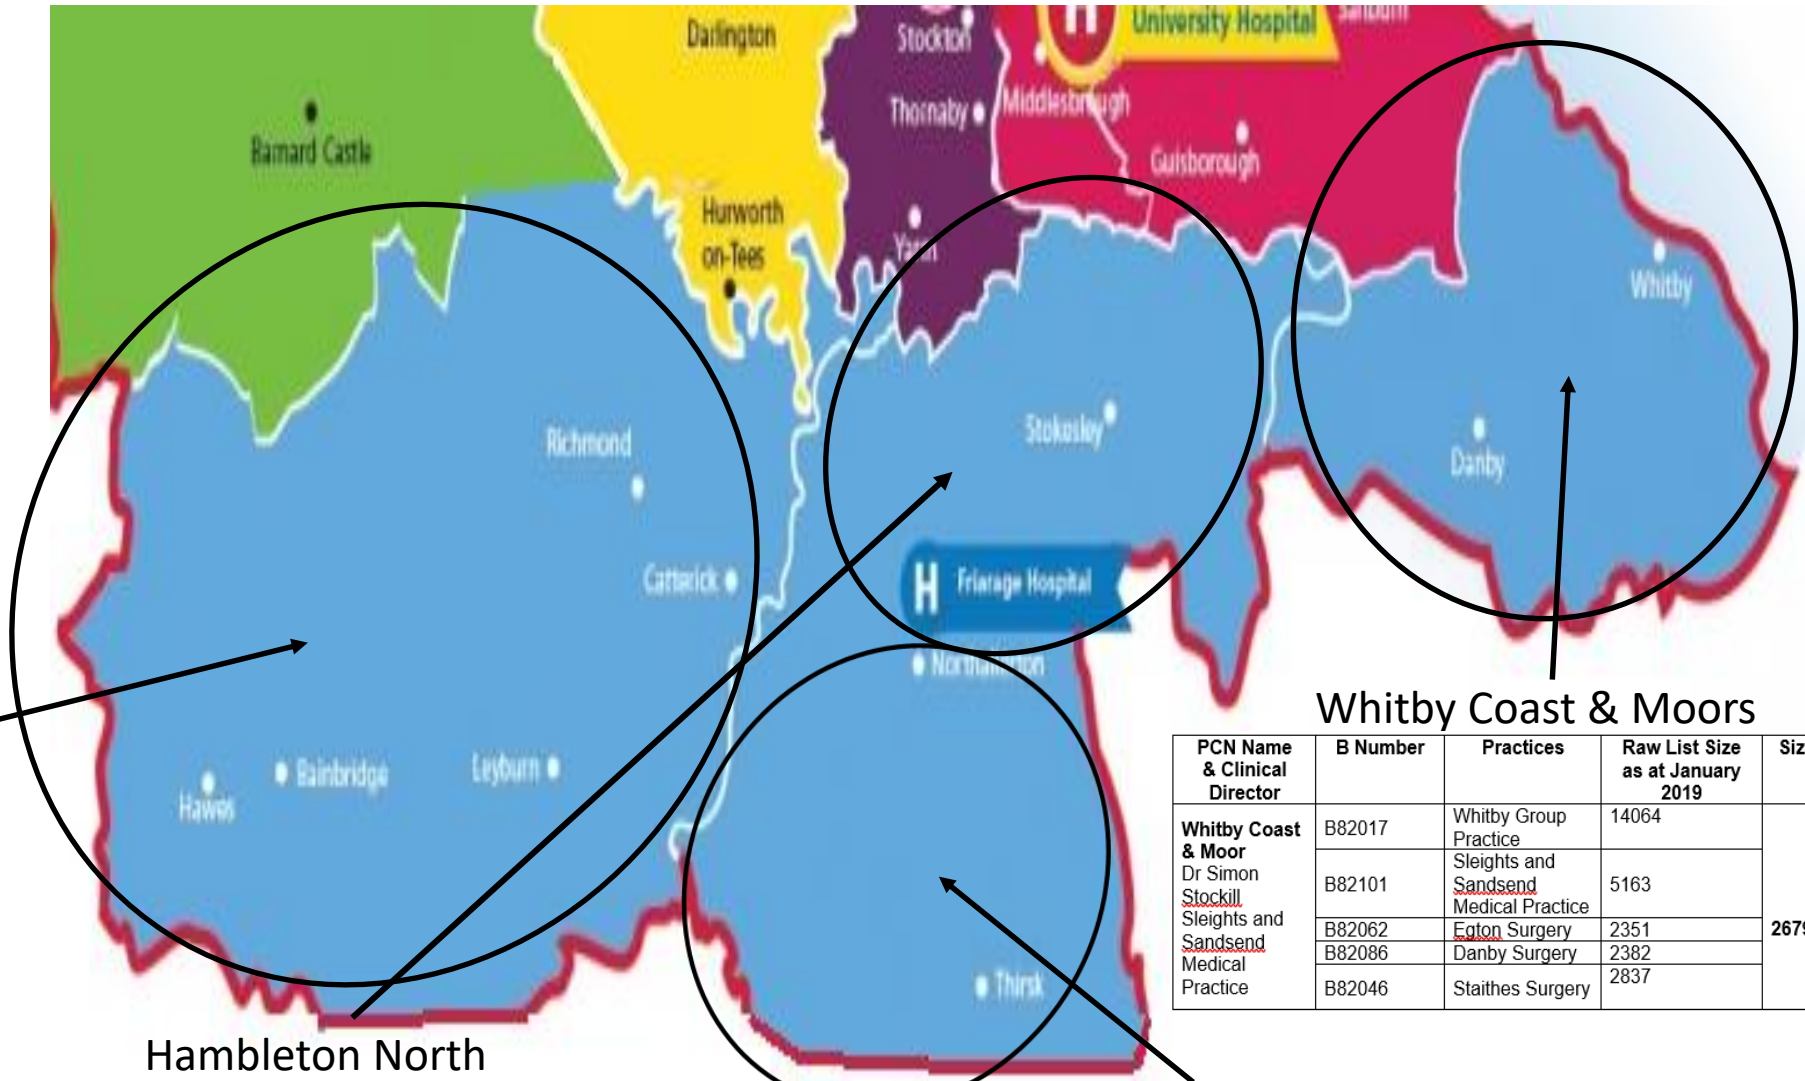 Darlington
Stockton
University Hospital
H
Thornaby
Middlesbrough
Barnard Castle
Guisborough
Hurworth
on-Tees
Yarm
Whitby
Stokesley
Richmond
Danby
Catterick
H Friarage Hospital
Northallerton
Whitby Coast & Moors
Hawes
Bainbridge
Leyburn
Thirsk
Hambleton North
PCN Name & Clinical Director B Number Practices Raw List Size as at January 2019
Whitby Coast & Moor
Dr Simon Stockill
Sleights and Sandsend Medical Practice
B82017 Whitby Group Practice 14064
B82101 Sleights and Sandsend Medical Practice 5163
B82062 Egton Surgery 2351
B82086 Danby Surgery 2382
B82046 Staithes Surgery 2837